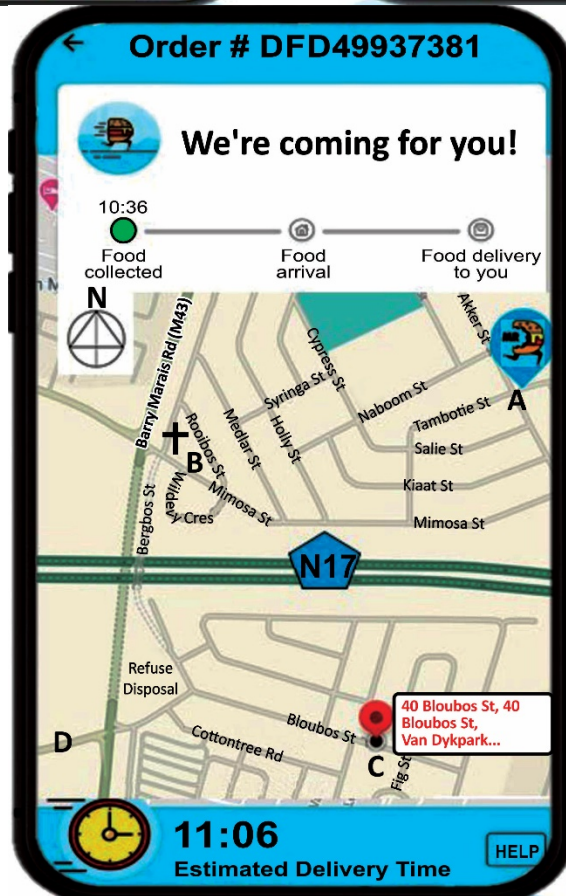 Order # DFD49937381
We're coming for you!
10:36
Food
collected
Food
arrival
Food delivery
to you
N
Barry Marais Rd (M43)
Akker St
Cypress St
Syringa St
Naboom St
A
Tambotie St
Medlar St
Holly St
Rooibos St
Salie St
B
Kiaat St
Wildevy Cres
Mimosa St
Mimosa St
Bergbos St
N17
Refuse
Disposal
40 Bloubos St, 40
Bloubos St,
Van Dykpark...
Bloubos St
D
Cottontree Rd
C
Fig St
11:06
Estimated Delivery Time
HELP